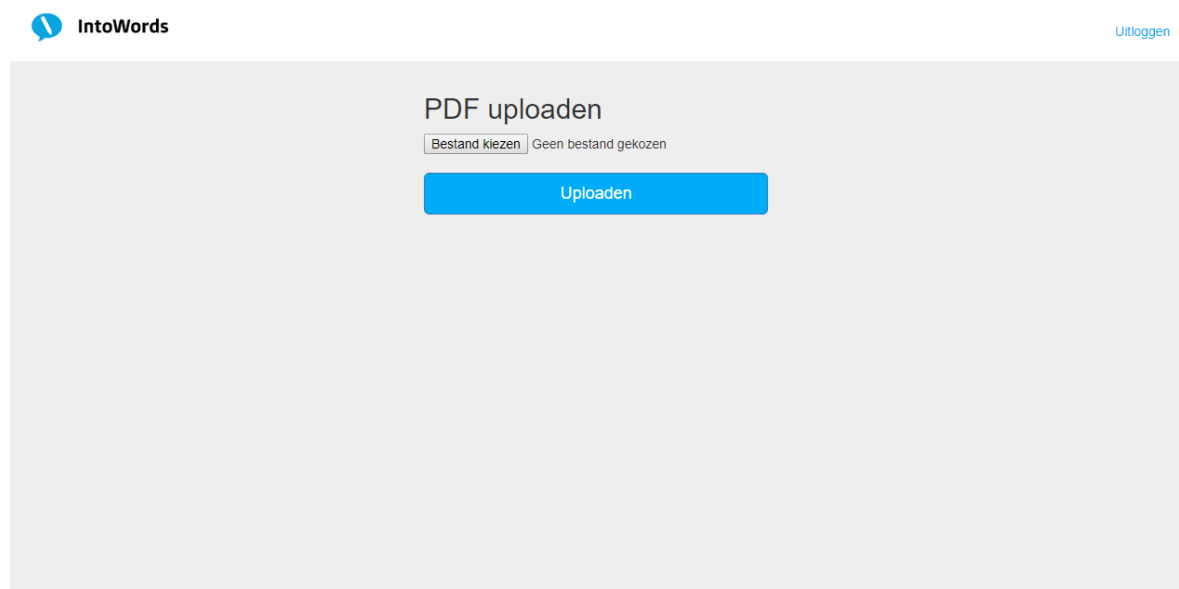 IntoWords
Uitloggen
PDF uploaden
Bestand kiezen Geen bestand gekozen
Uploaden